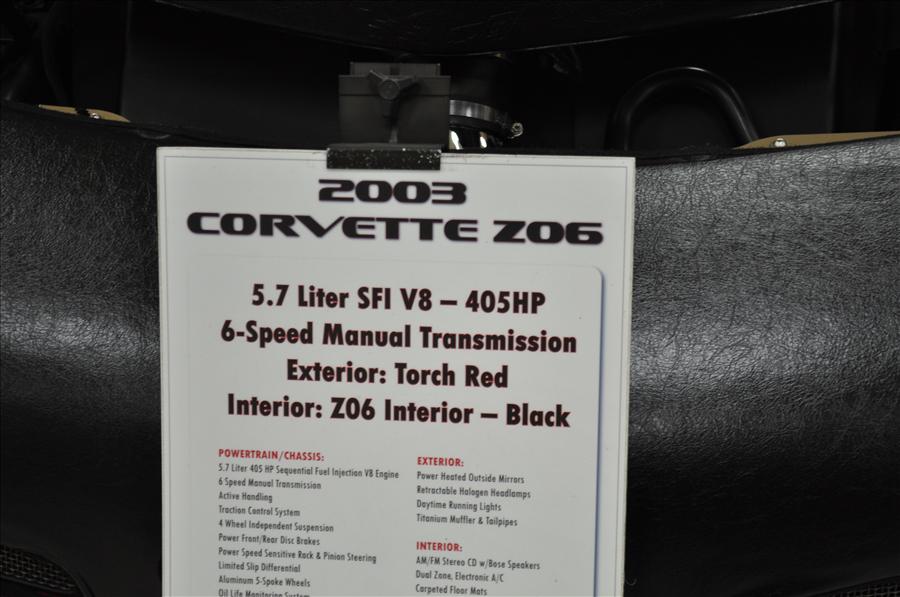 2003
CORVETTE Z06
5.7 Liter SFI V8 – 405HP
6-Speed Manual Transmission
Exterior: Torch Red
Interior: Z06 Interior – Black
POWERTRAIN/CHASSIS:
5.7 Liter 405 HP Sequential Fuel Injection V8 Engine
6 Speed Manual Transmission
Active Handling
Traction Control System
4 Wheel Independent Suspension
Power Front/Rear Disc Brakes
Power Speed Sensitive Rack & Pinion Steering
Limited Slip Differential
Aluminum 5-Spoke Wheels
Oil Life Monitoring System
EXTERIOR:
Power Heated Outside Mirrors
Retractable Halogen Headlamps
Daytime Running Lights
Titanium Muffler & Tailpipes
INTERIOR:
AM/FM Stereo CD w/Bose Speakers
Dual Zone, Electronic A/C
Carpeted Floor Mats